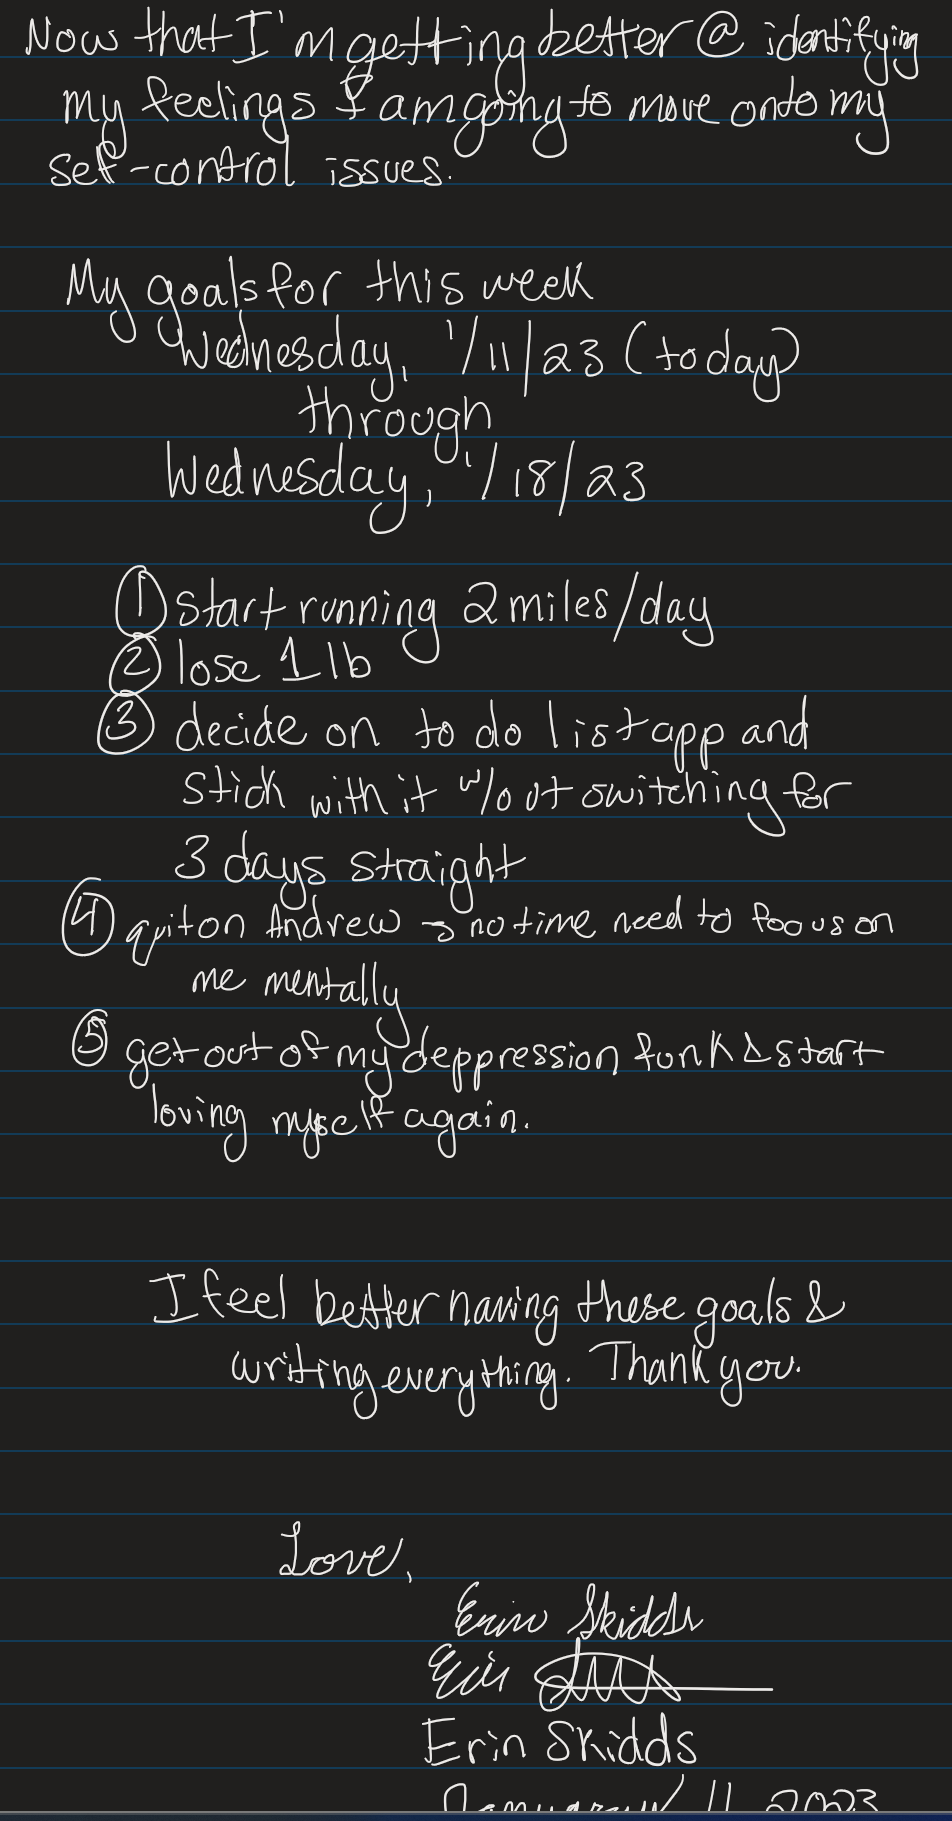 Now that I'm getting better @ identifying
my feelings I am going to move onto my
self-control issues.
My goals for this week
Wednesday, 1/11/23 (today)
through
Wednesday, 1/18/23
① start running 2 miles/day
② lose 1 lb
③ decide on to do list app and
stick with it w/out switching for
3 days straight
④ quit on Andrew → no time need to focus on
me mentally
⑤ get out of my deppression funk & start
loving myself again.
I feel better having these goals &
writing everything. Thank you.
Love,
Erin Skidds
Erin
Erin Skidds
January 11, 2023